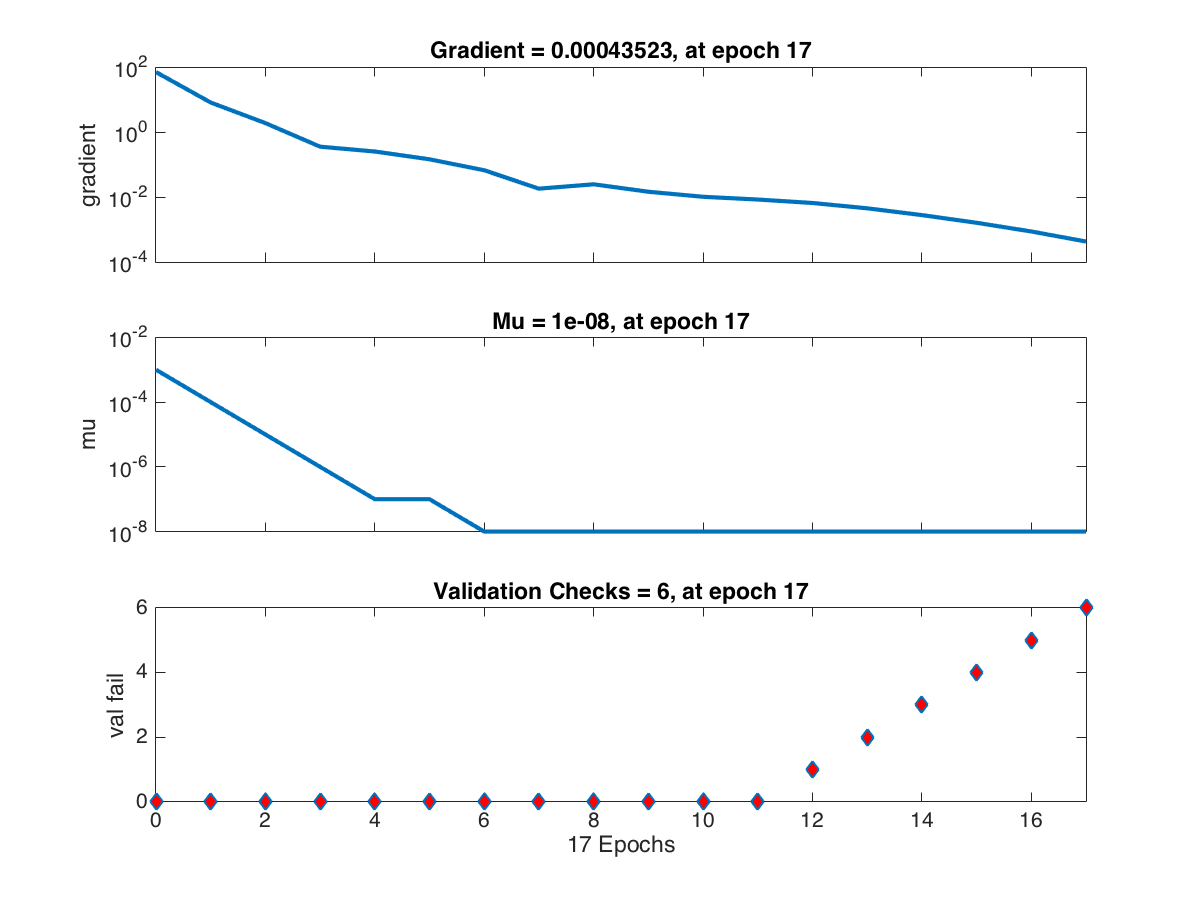 Gradient = 0.00043523, at epoch 17
10^2
10^0
10^-2
10^-4
gradient
Mu = 1e-08, at epoch 17
10^-2
10^-4
10^-6
10^-8
mu
Validation Checks = 6, at epoch 17
6
4
2
0
val fail
0 2 4 6 8 10 12 14 16
17 Epochs